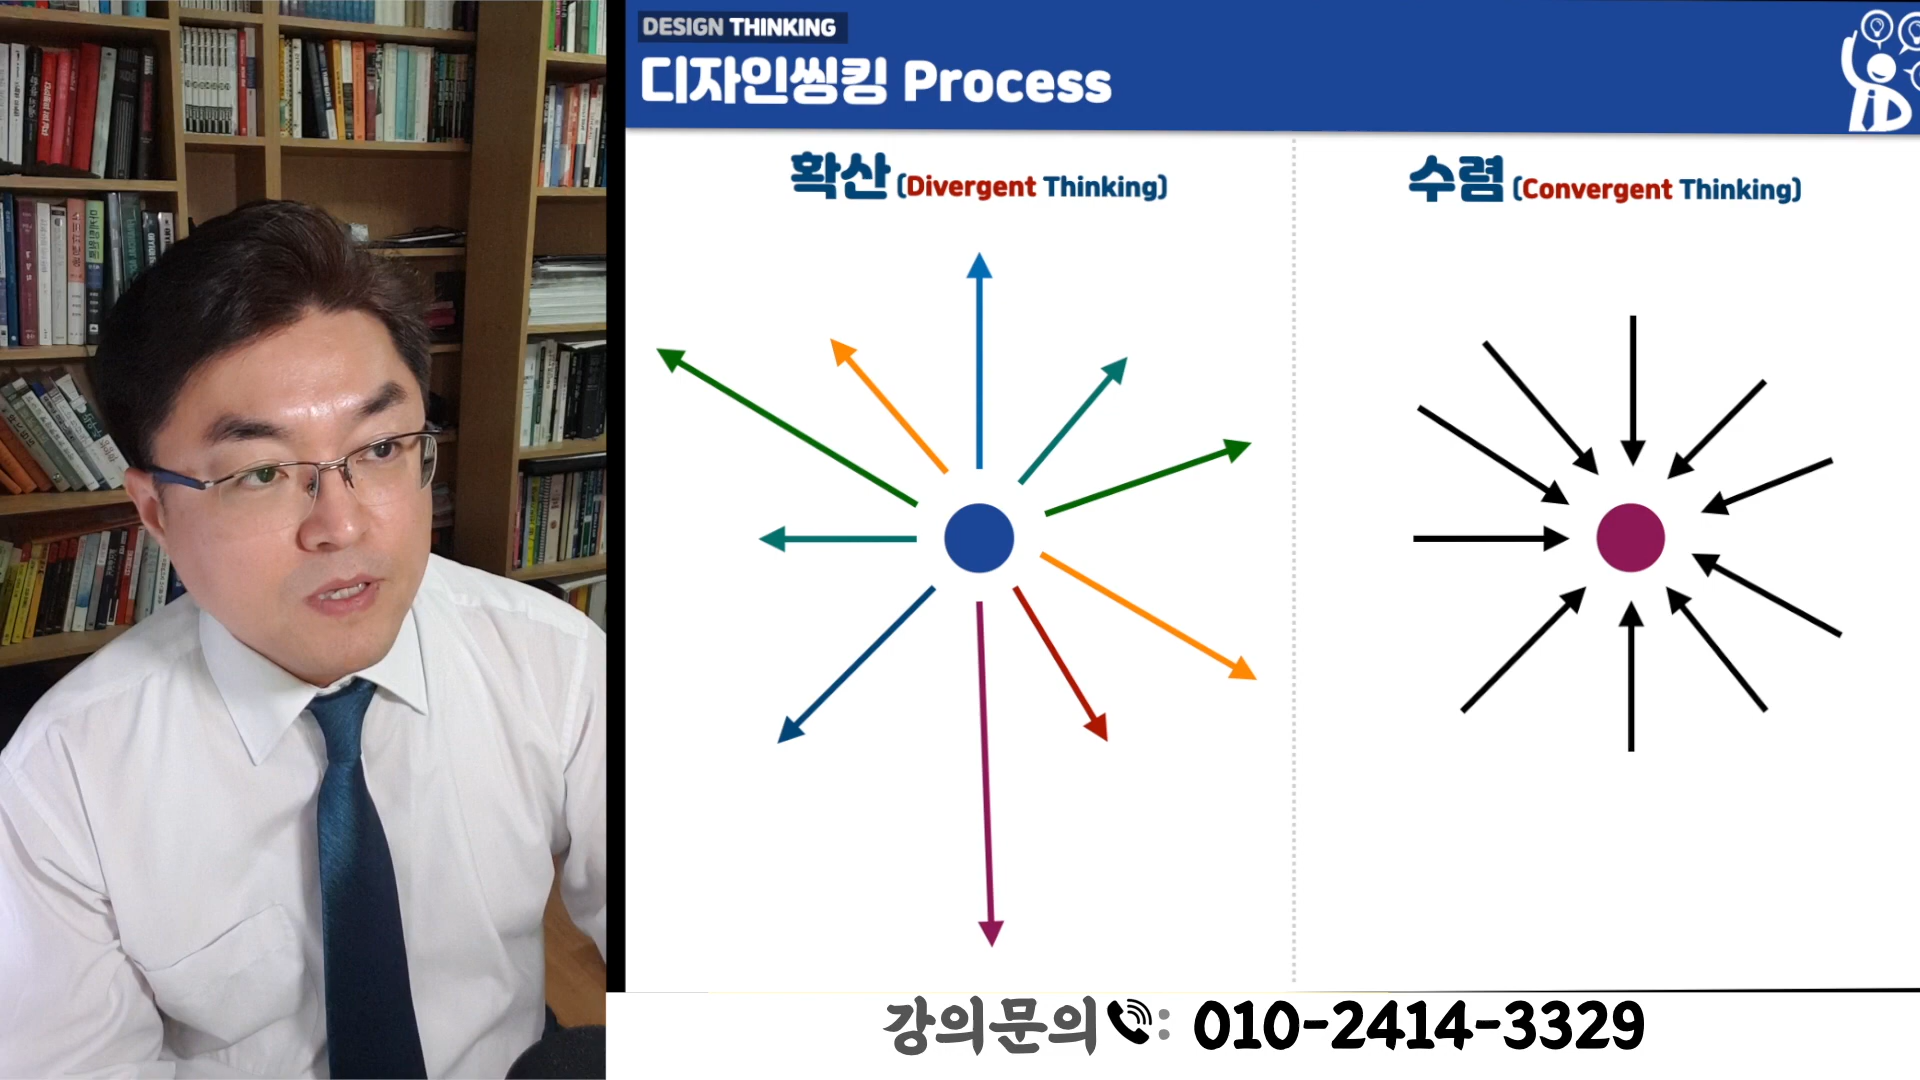 DESIGN THINKING
디자인씽킹 Process
확산 (Divergent Thinking)
수렴 (Convergent Thinking)
iD
강의문의 : 010-2414-3329